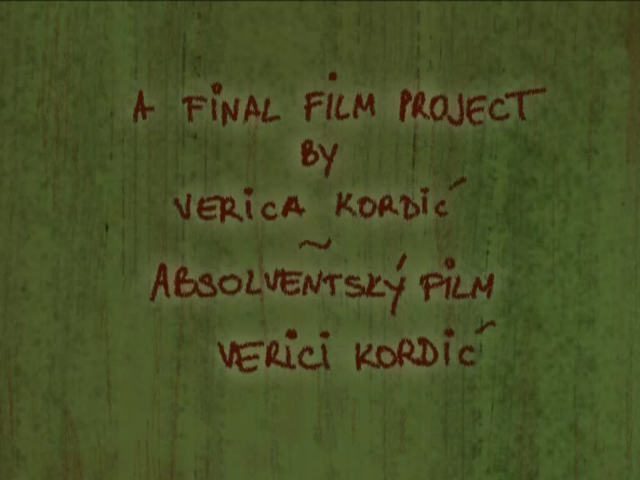 A FINAL FILM PROJECT
BY
VERICA KORDIĆ
~
ABSOLVENTSKÝ FILM
VERICI KORDIĆ